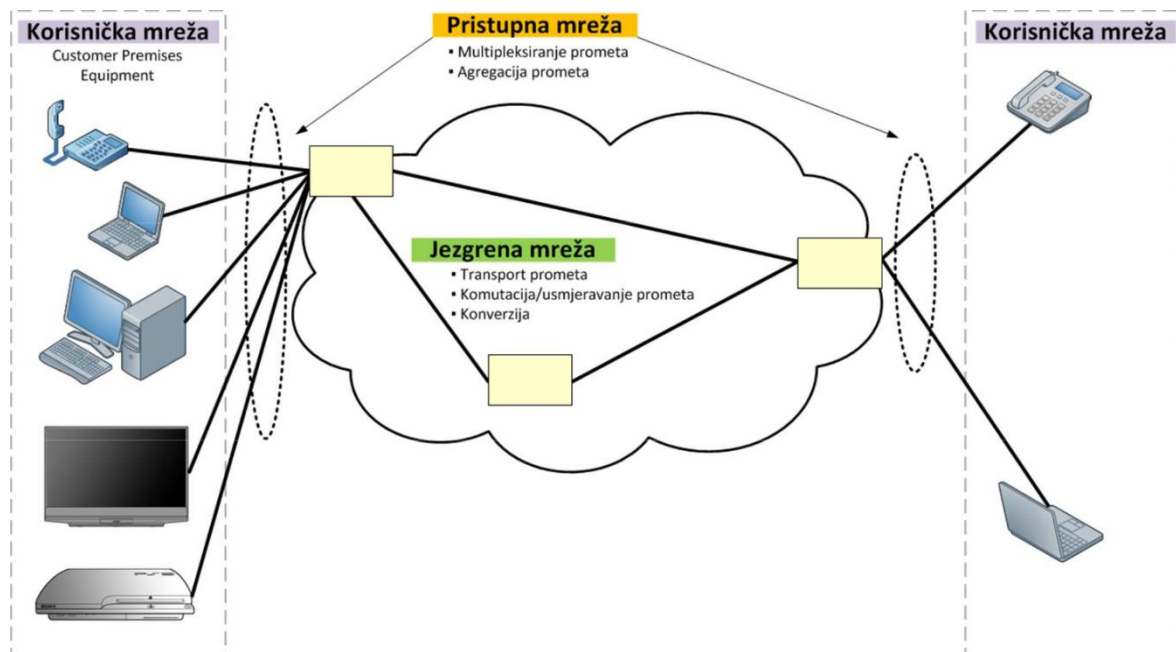 Korisnička mreža
Customer Premises
Equipment
Pristupna mreža
▪ Multipleksiranje prometa
▪ Agregacija prometa
Korisnička mreža
Jezgrena mreža
▪ Transport prometa
▪ Komutacija/usmjeravanje prometa
▪ Konverzija